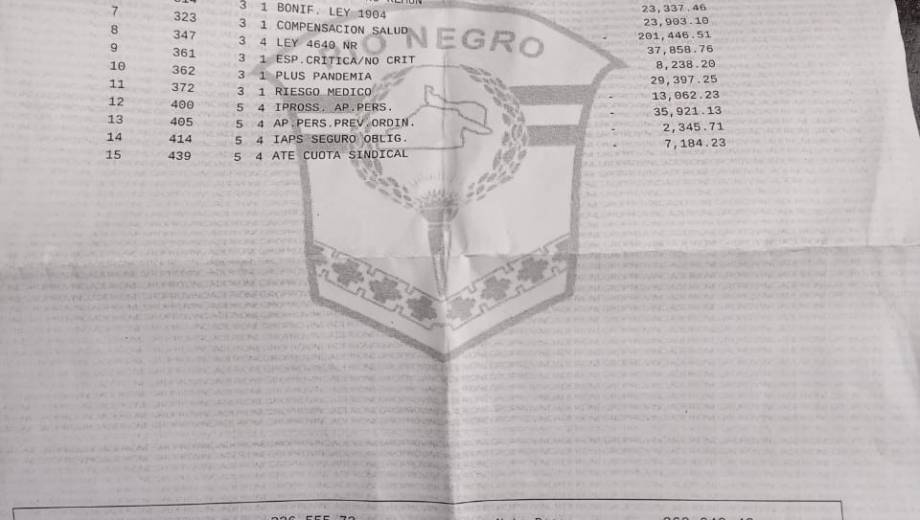 3 1 BONIF. LEY 1904 23,337.46
7 323 3 1 COMPENSACION SALUD 23,903.10
8 347 3 4 LEY 4640 NR - 201,446.51
9 361 3 1 ESP.CRITICA/NO CRIT 37,858.76
10 362 3 1 PLUS PANDEMIA 8,238.20
11 372 3 1 RIESGO MEDICO 29,397.25
12 400 5 4 IPROSS. AP.PERS. - 13,062.23
13 405 5 4 AP.PERS.PREV.ORDIN. - 35,921.13
14 414 5 4 IAPS SEGURO OBLIG. - 2,345.71
15 439 5 4 ATE CUOTA SINDICAL - 7,184.23
RIO NEGRO